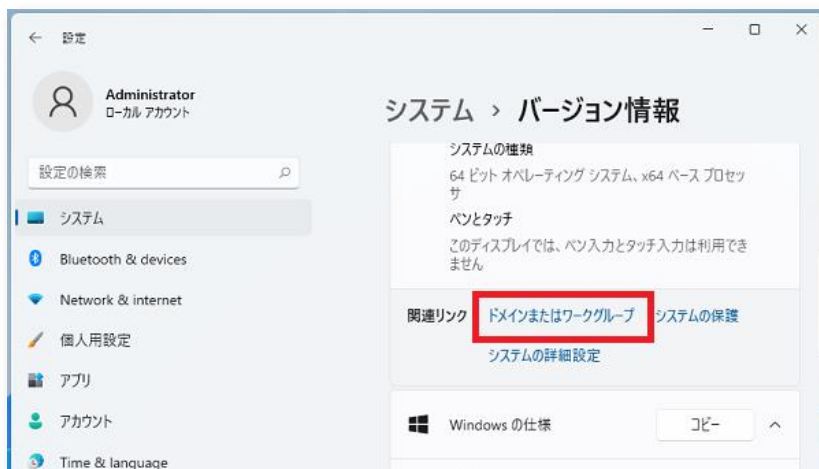 設定
Administrator
ローカル アカウント
設定の検索
システム
Bluetooth & devices
Network & internet
個人用設定
アプリ
アカウント
Time & language
システム › バージョン情報
システムの種類
64 ビット オペレーティング システム、x64 ベース プロセッ
サ
ペンとタッチ
このディスプレイでは、ペン入力とタッチ入力は利用でき
ません
関連リンク ドメインまたはワークグループ システムの保護
システムの詳細設定
Windows の仕様 コピー